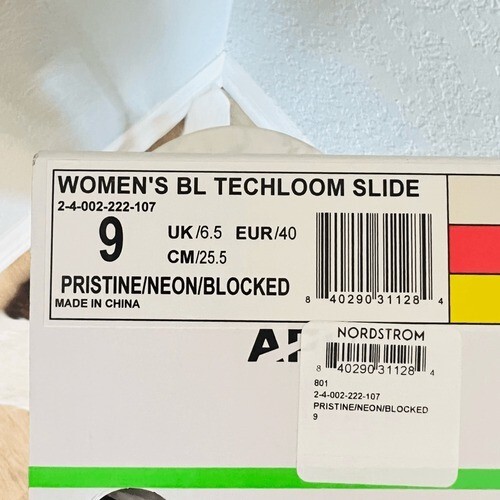 WOMEN'S BL TECHLOOM SLIDE
2-4-002-222-107
9
UK/6.5 EUR/40
CM/25.5
PRISTINE/NEON/BLOCKED
MADE IN CHINA
8 40290 31128 4
NORDSTROM
8 40290 31128 4
801
2-4-002-222-107
PRISTINE/NEON/BLOCKED
9